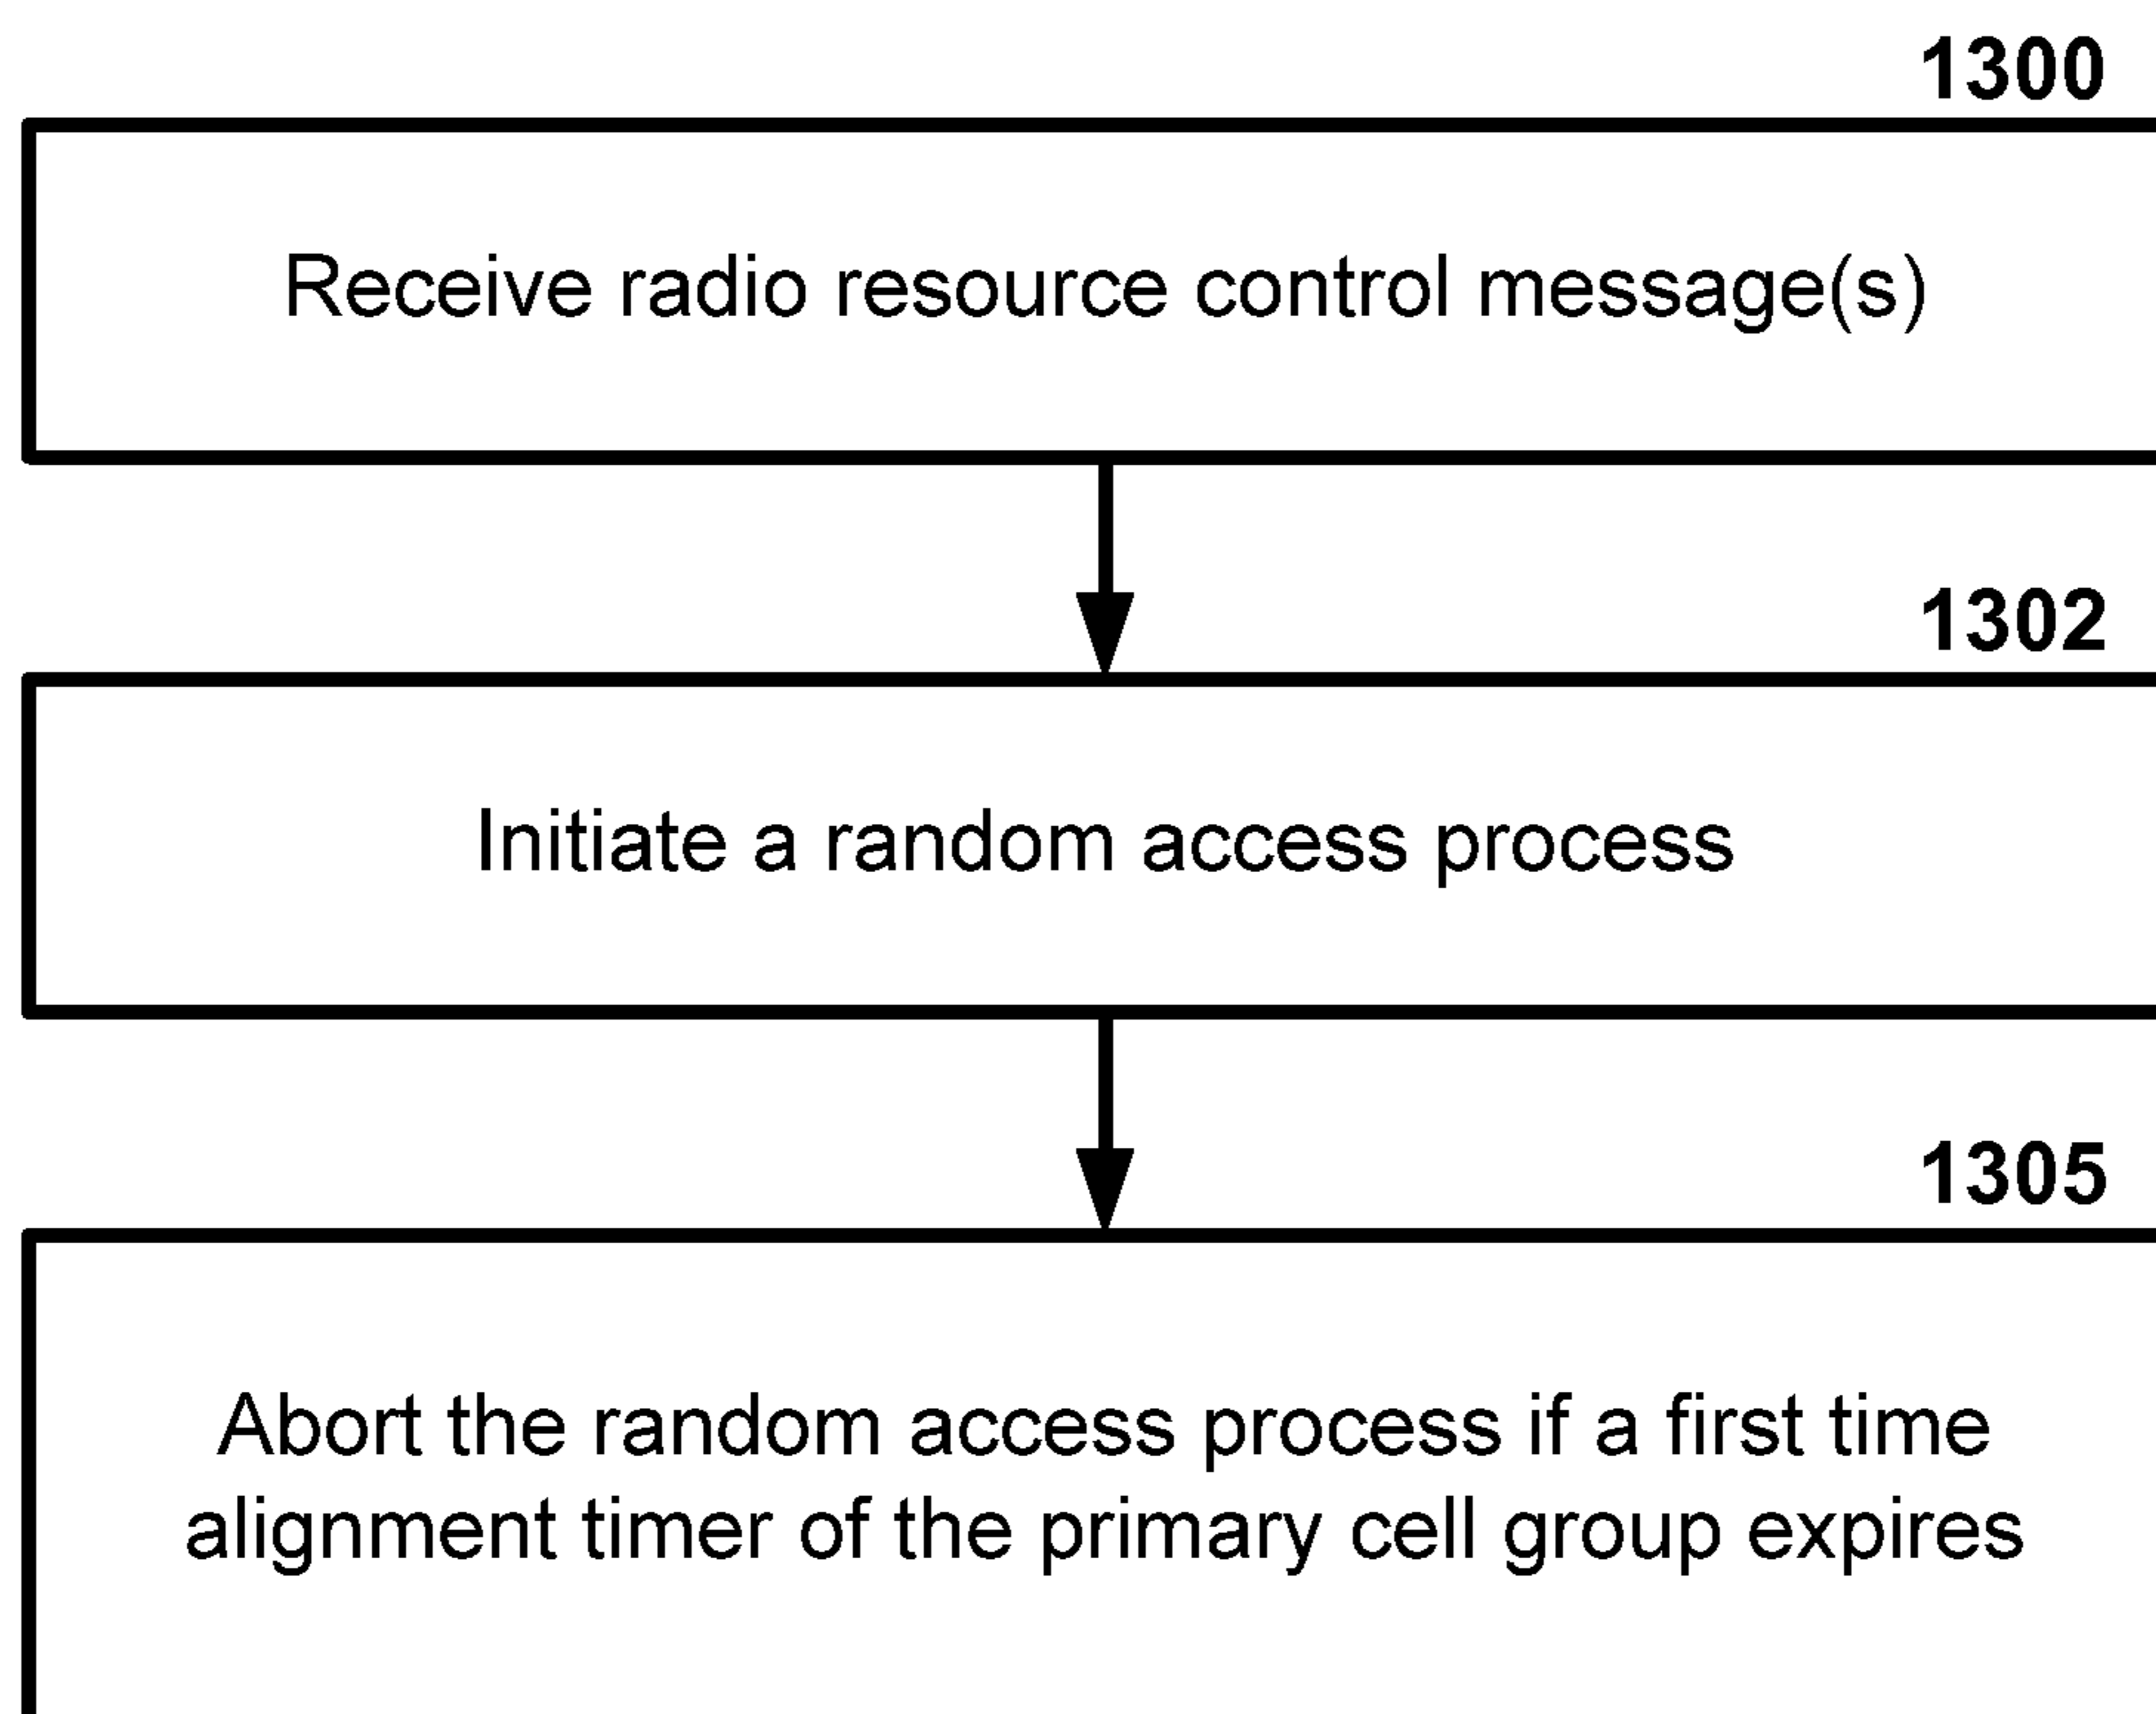 1300
Receive radio resource control message(s)
1302
Initiate a random access process
1305
Abort the random access process if a first time
alignment timer of the primary cell group expires